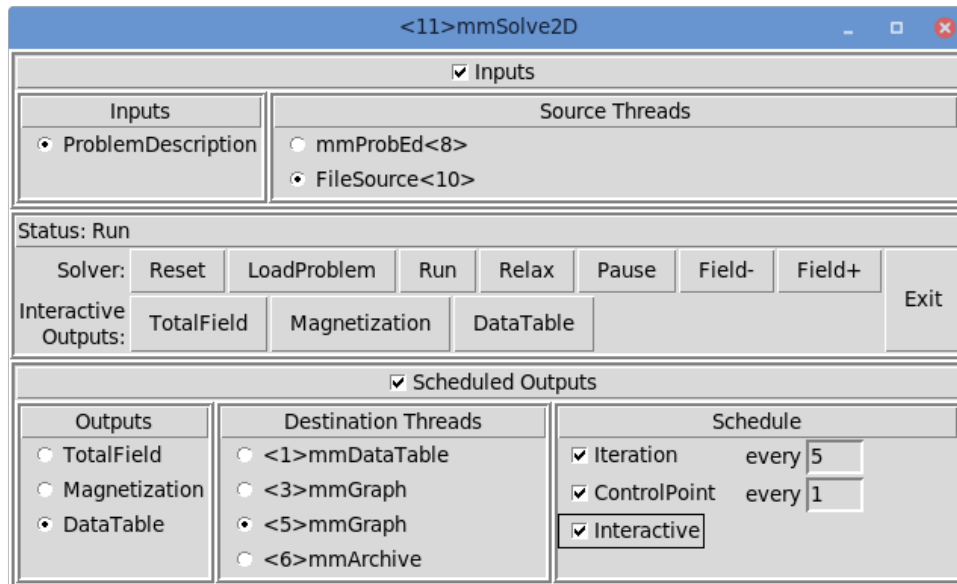 <11>mmSolve2D
Inputs
Inputs
Source Threads
ProblemDescription
mmProbEd<8>
FileSource<10>
Status: Run
Solver: Reset LoadProblem Run Relax Pause Field- Field+
Exit
Interactive
Outputs:
TotalField Magnetization DataTable
Scheduled Outputs
Outputs
TotalField
Magnetization
DataTable
Destination Threads
<1>mmDataTable
<3>mmGraph
<5>mmGraph
<6>mmArchive
Schedule
Iteration every 5
ControlPoint every 1
Interactive